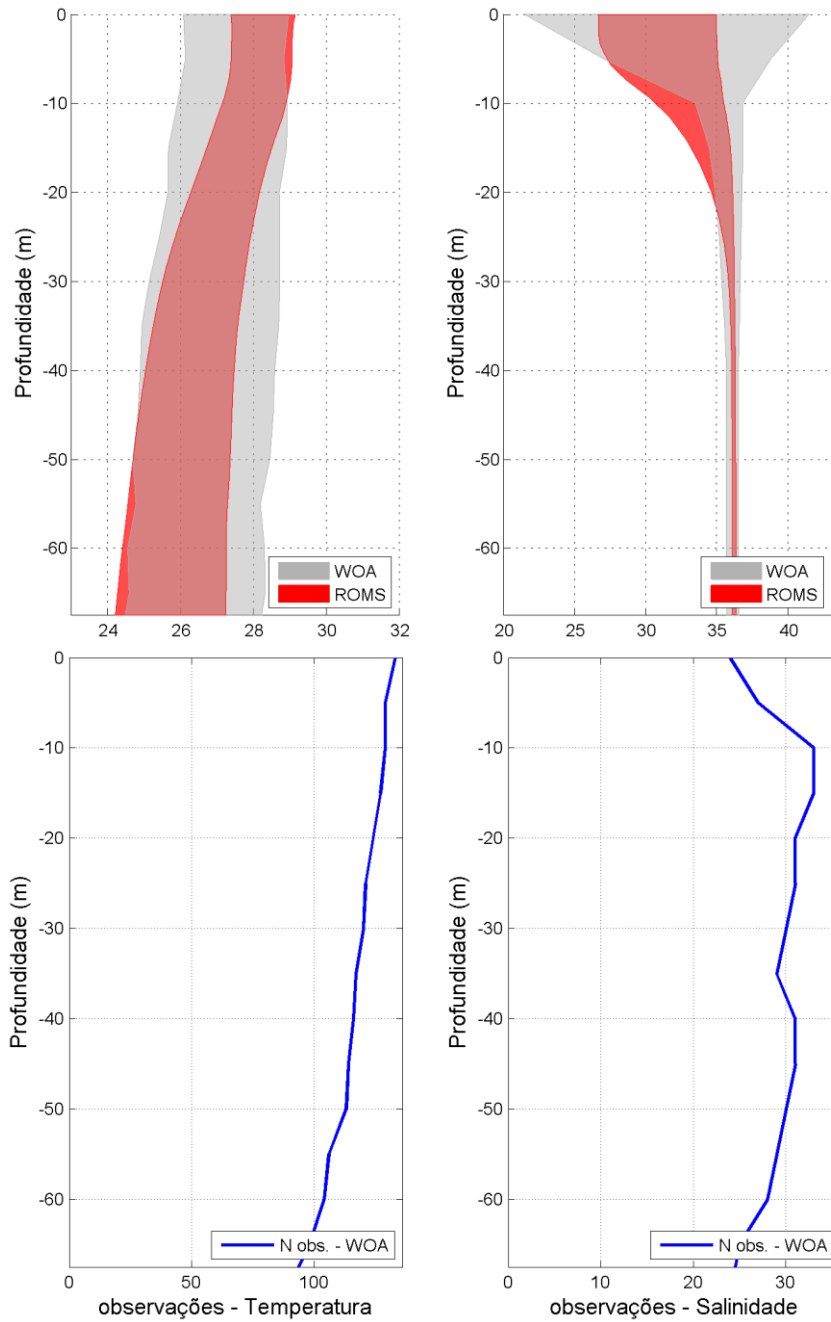 0
-10
-20
-30
-40
-50
-60
Profundidade (m)
WOA
ROMS
24 26 28 30 32
0
-10
-20
-30
-40
-50
-60
Profundidade (m)
WOA
ROMS
20 25 30 35 40
0
-10
-20
-30
-40
-50
-60
Profundidade (m)
N obs. - WOA
0 50 100
observações - Temperatura
0
-10
-20
-30
-40
-50
-60
Profundidade (m)
N obs. - WOA
0 10 20 30
observações - Salinidade